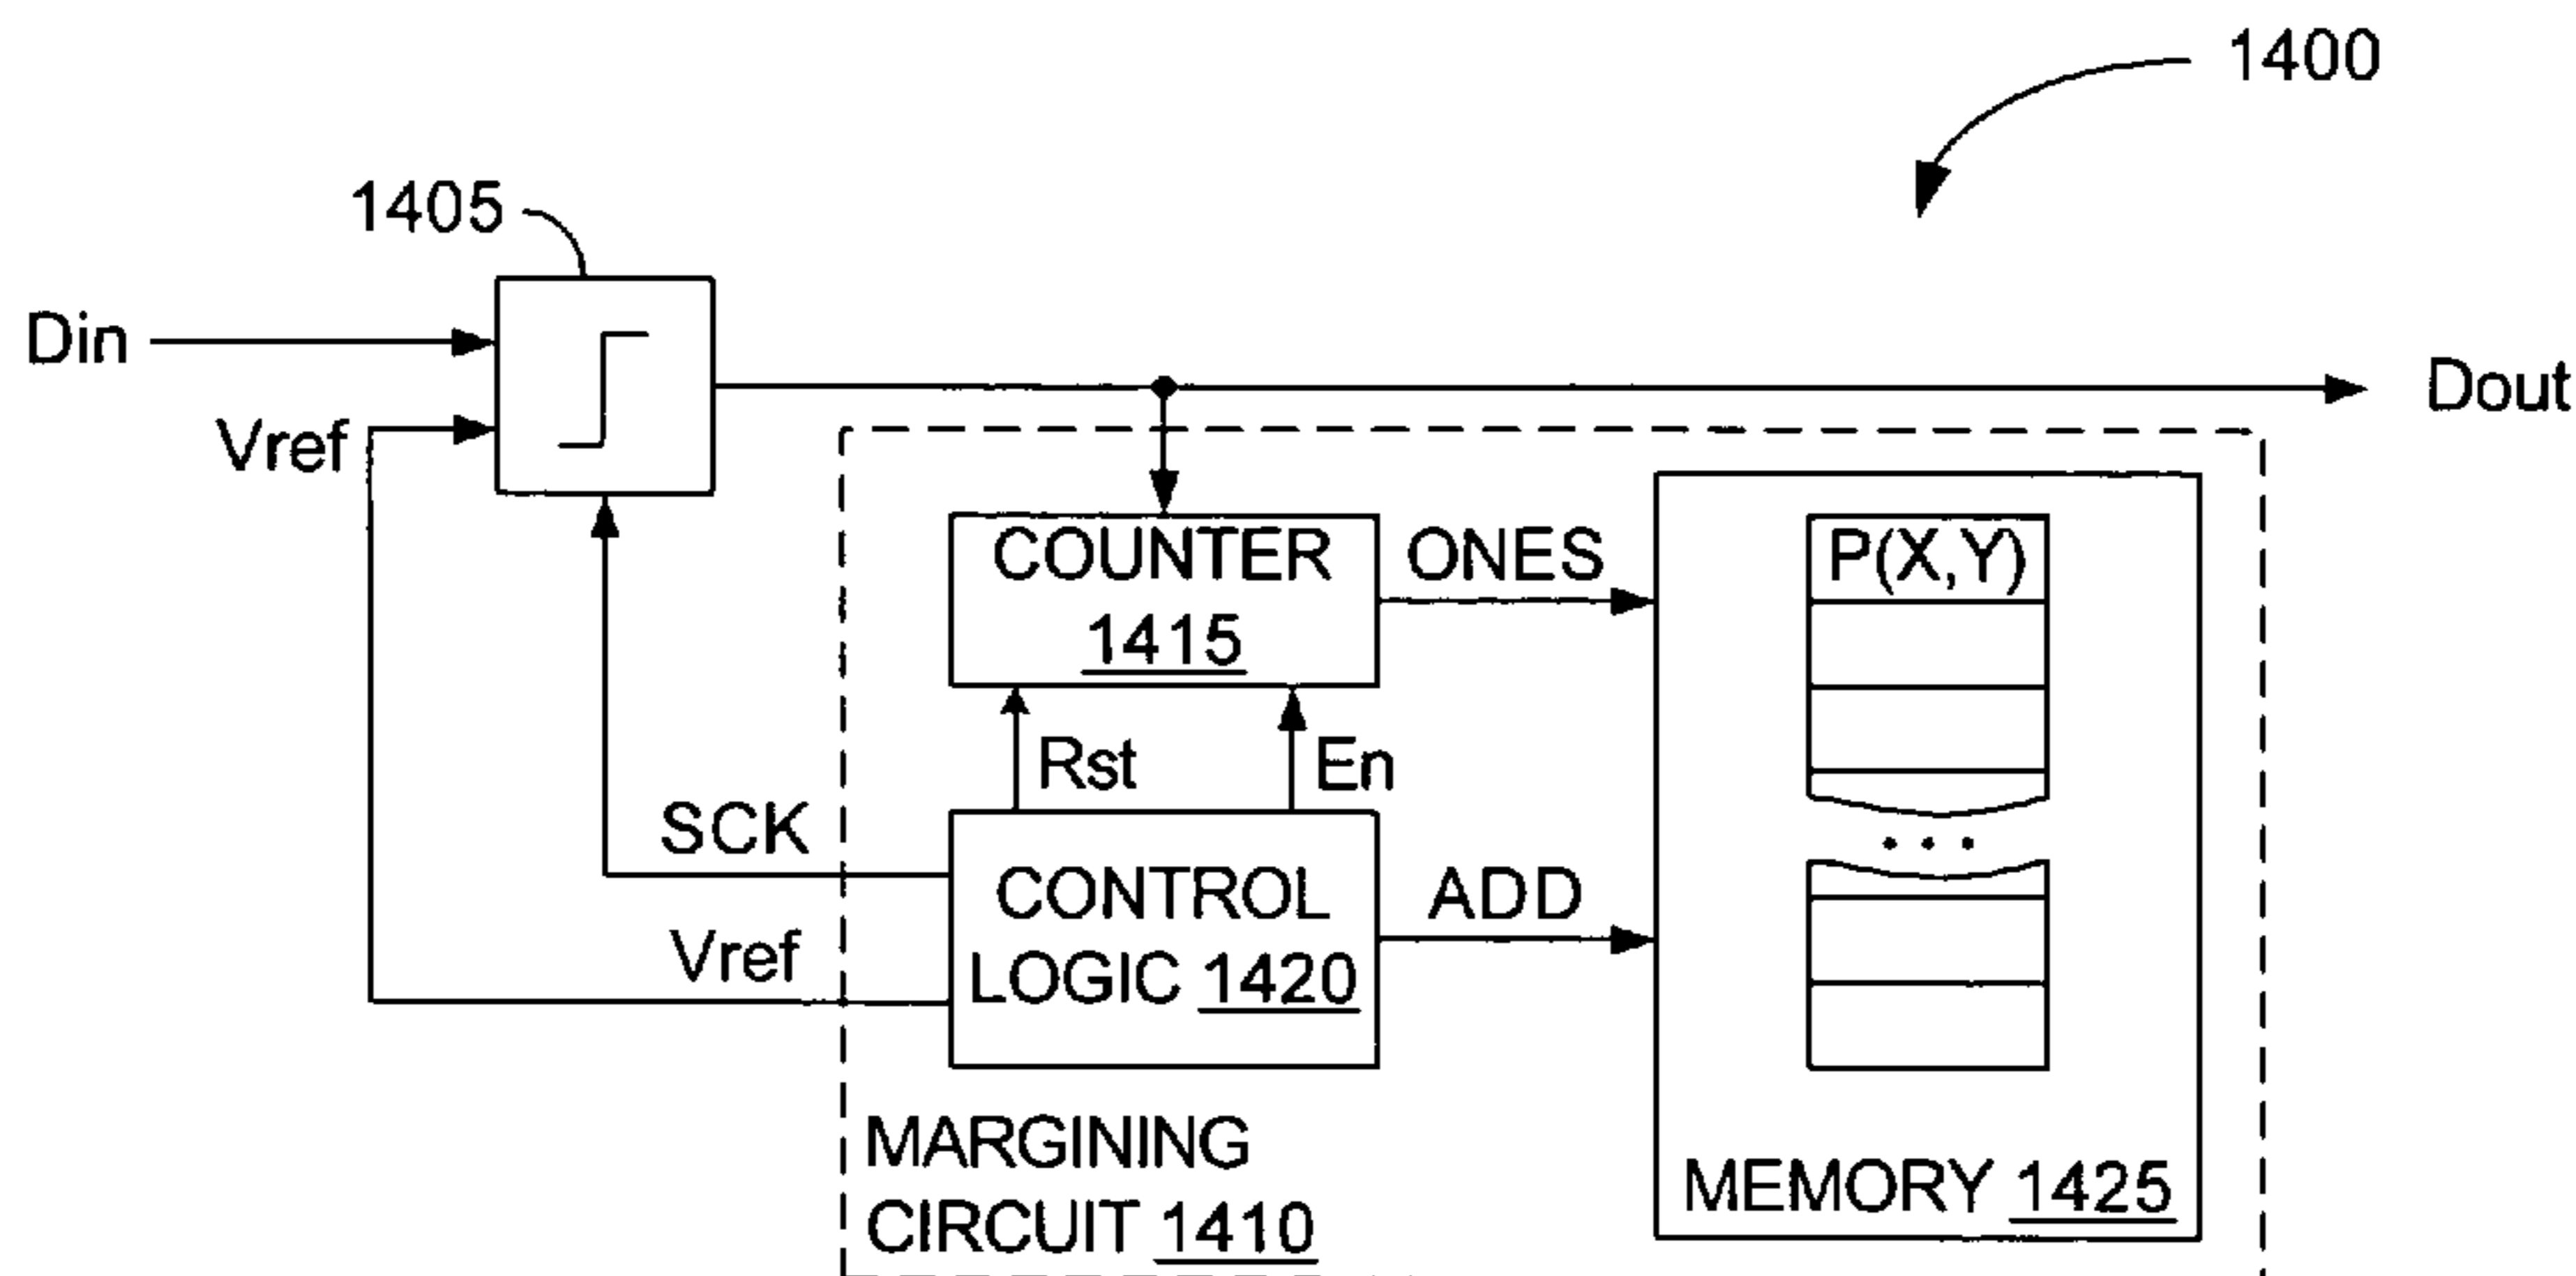 1400
1405
Din
Vref
Dout
COUNTER
1415
ONES
P(X,Y)
Rst
En
SCK
Vref
CONTROL
LOGIC 1420
ADD
...
MARGINING
CIRCUIT 1410
MEMORY 1425